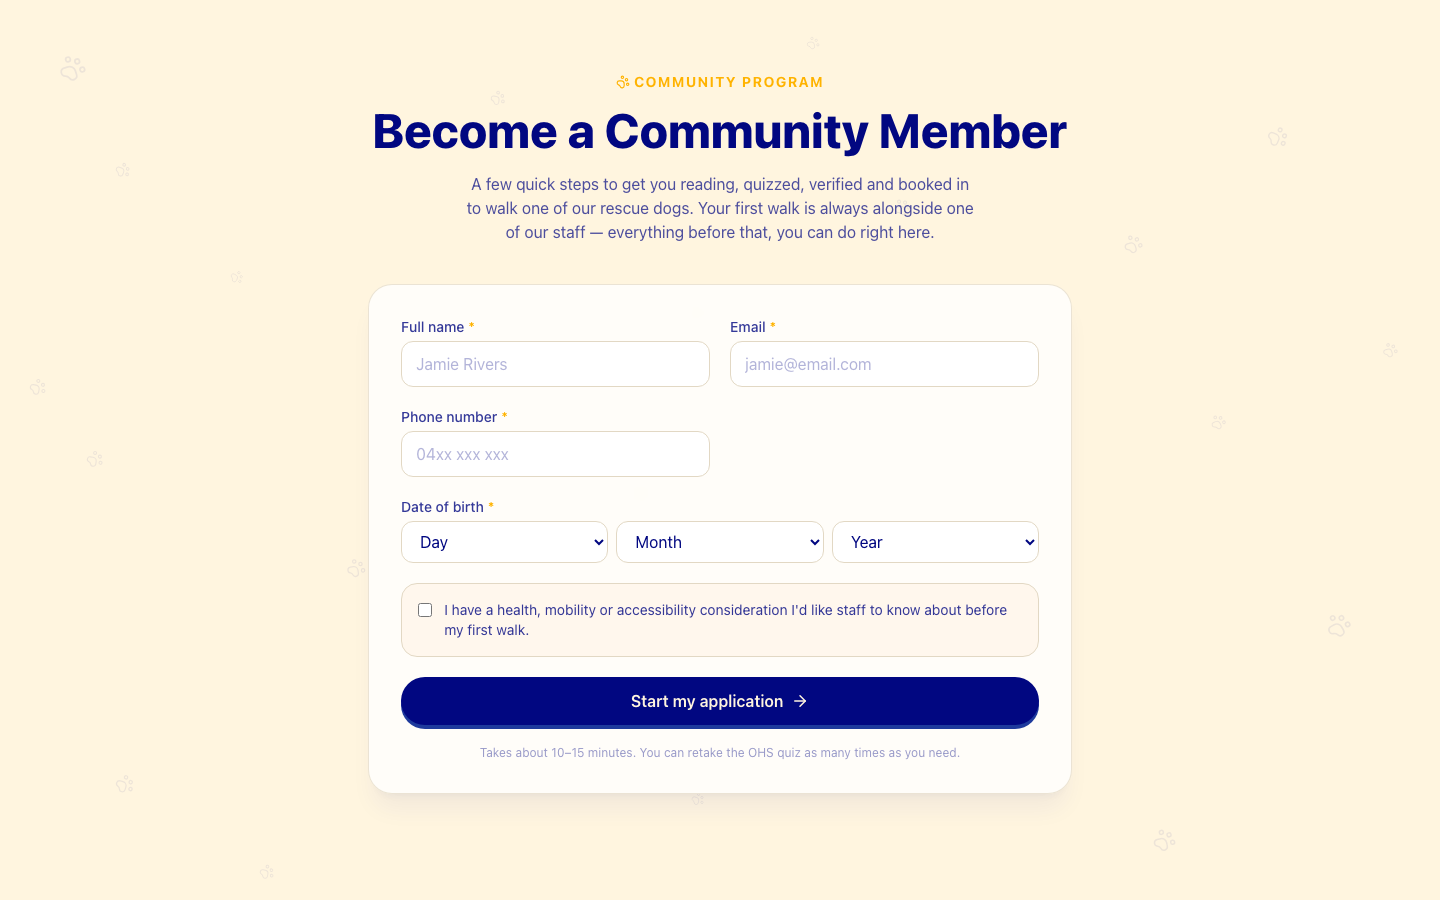 COMMUNITY PROGRAM
Become a Community Member
A few quick steps to get you reading, quizzed, verified and booked in
to walk one of our rescue dogs. Your first walk is always alongside one
of our staff — everything before that, you can do right here.
Full name *
Email *
Jamie Rivers
jamie@email.com
Phone number *
04xx xxx xxx
Date of birth *
Day
Month
Year
I have a health, mobility or accessibility consideration I'd like staff to know about before
my first walk.
Start my application →
Takes about 10–15 minutes. You can retake the OHS quiz as many times as you need.